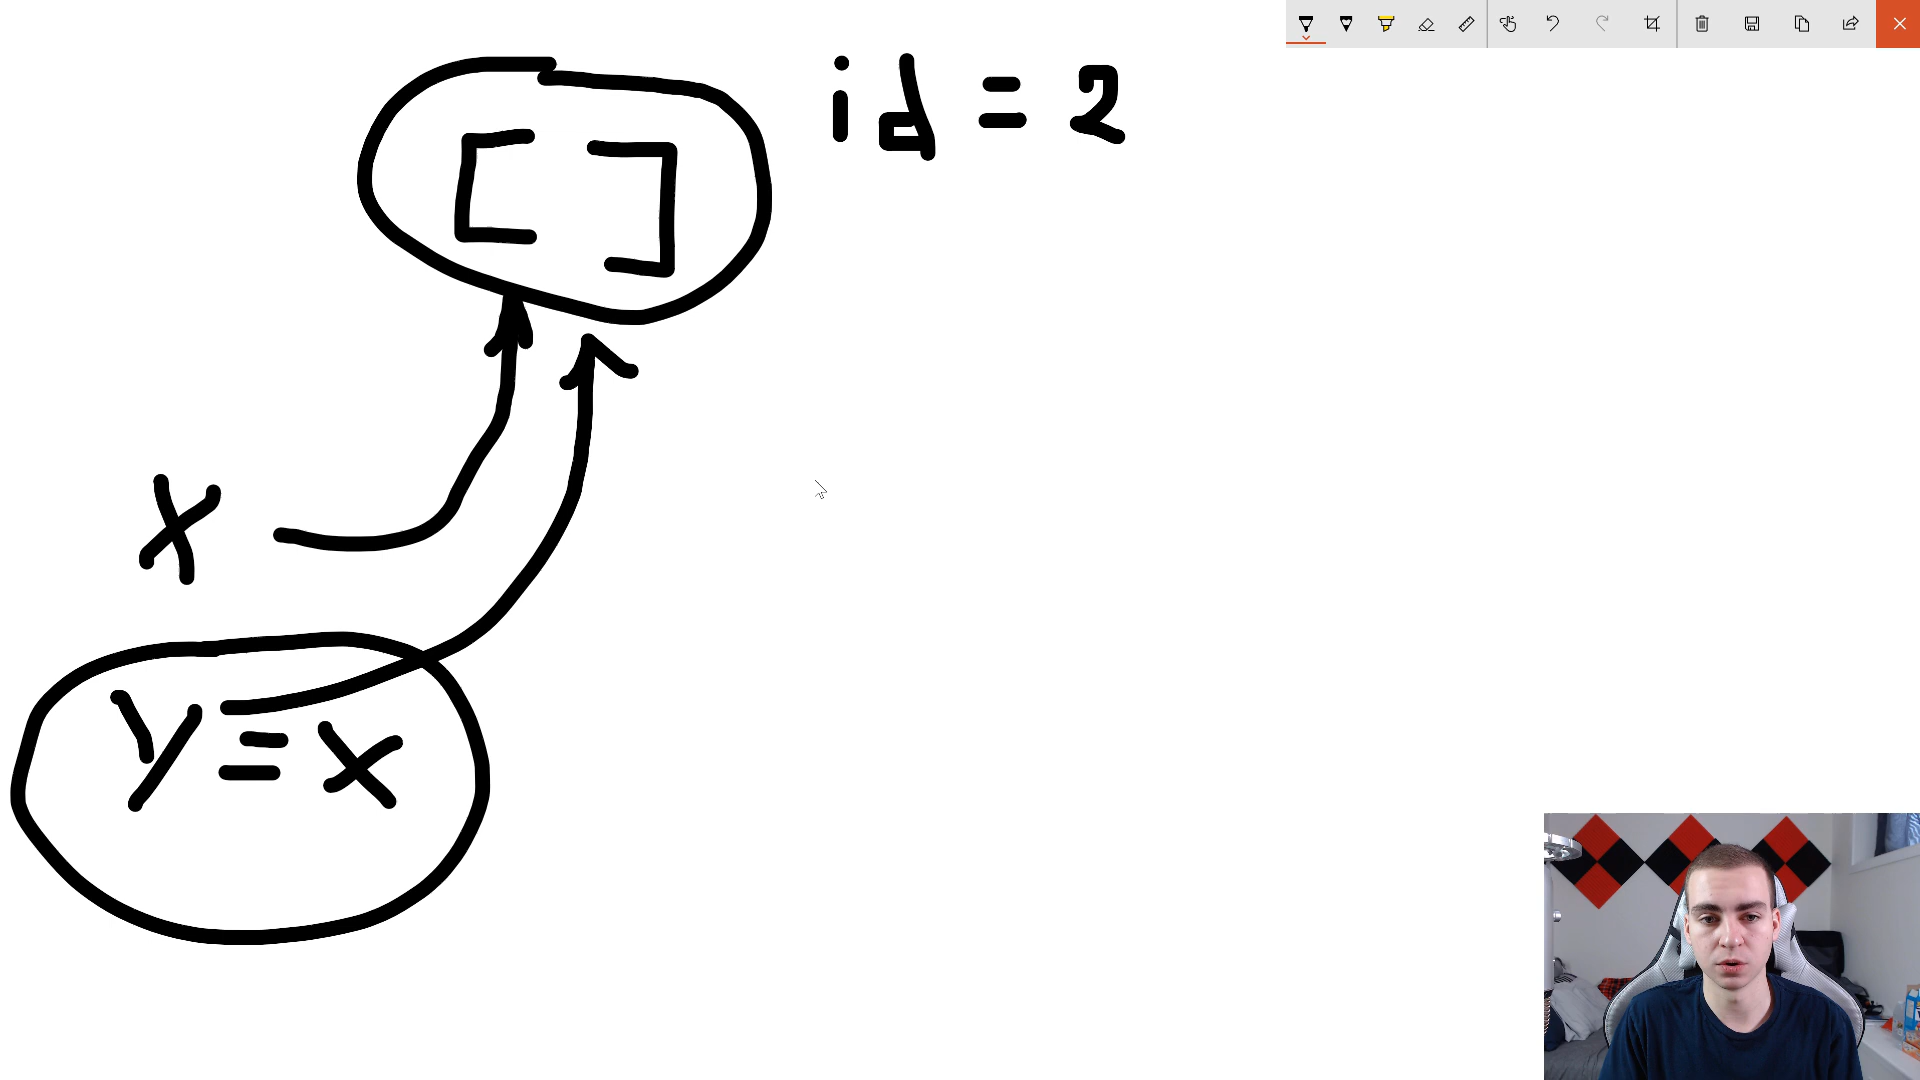 [ ]
id = 2
X
Y = X